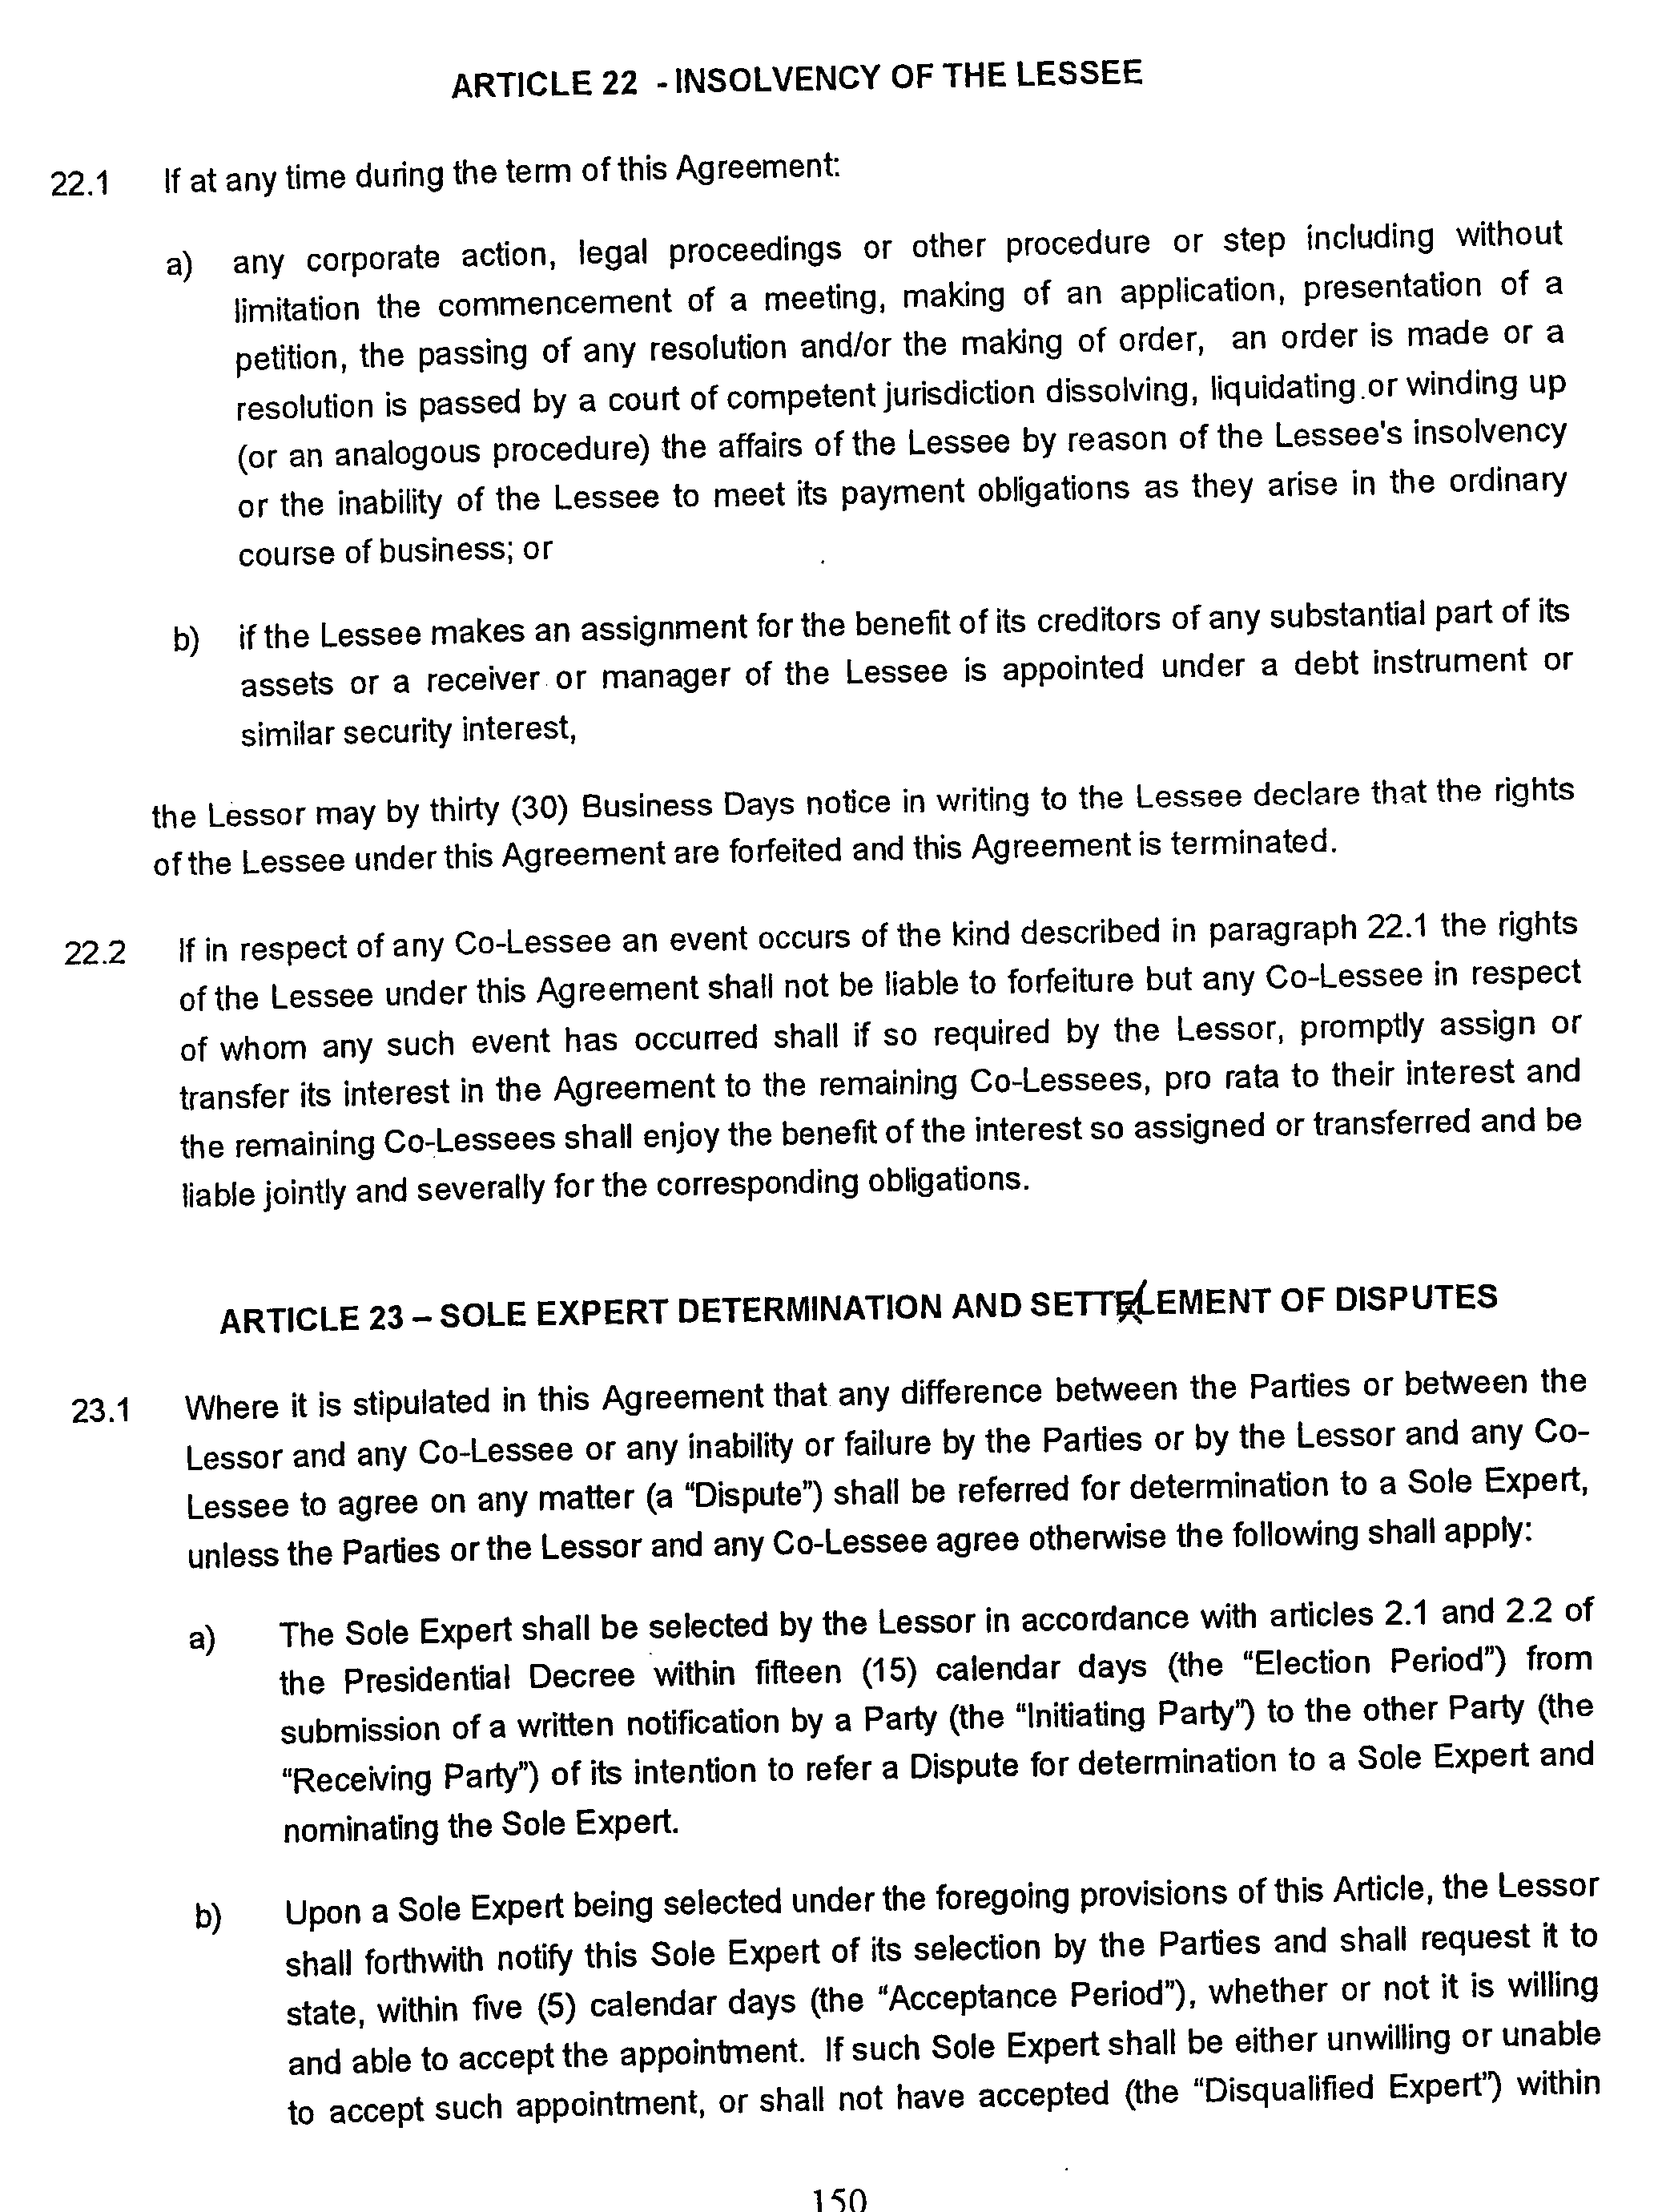 ARTICLE 22 - INSOLVENCY OF THE LESSEE
22.1 If at any time during the term of this Agreement:
a) any corporate action, legal proceedings or other procedure or step including without
limitation the commencement of a meeting, making of an application, presentation of a
petition, the passing of any resolution and/or the making of order, an order is made or a
resolution is passed by a court of competent jurisdiction dissolving, liquidating or winding up
(or an analogous procedure) the affairs of the Lessee by reason of the Lessee's insolvency
or the inability of the Lessee to meet its payment obligations as they arise in the ordinary
course of business; or
b) if the Lessee makes an assignment for the benefit of its creditors of any substantial part of its
assets or a receiver or manager of the Lessee is appointed under a debt instrument or
similar security interest,
the Lessor may by thirty (30) Business Days notice in writing to the Lessee declare that the rights
of the Lessee under this Agreement are forfeited and this Agreement is terminated.
22.2 If in respect of any Co-Lessee an event occurs of the kind described in paragraph 22.1 the rights
of the Lessee under this Agreement shall not be liable to forfeiture but any Co-Lessee in respect
of whom any such event has occurred shall if so required by the Lessor, promptly assign or
transfer its interest in the Agreement to the remaining Co-Lessees, pro rata to their interest and
the remaining Co-Lessees shall enjoy the benefit of the interest so assigned or transferred and be
liable jointly and severally for the corresponding obligations.
ARTICLE 23 – SOLE EXPERT DETERMINATION AND SETTLEMENT OF DISPUTES
23.1 Where it is stipulated in this Agreement that any difference between the Parties or between the
Lessor and any Co-Lessee or any inability or failure by the Parties or by the Lessor and any Co-
Lessee to agree on any matter (a “Dispute”) shall be referred for determination to a Sole Expert,
unless the Parties or the Lessor and any Co-Lessee agree otherwise the following shall apply:
a) The Sole Expert shall be selected by the Lessor in accordance with articles 2.1 and 2.2 of
the Presidential Decree within fifteen (15) calendar days (the “Election Period”) from
submission of a written notification by a Party (the “Initiating Party”) to the other Party (the
“Receiving Party”) of its intention to refer a Dispute for determination to a Sole Expert and
nominating the Sole Expert.
b) Upon a Sole Expert being selected under the foregoing provisions of this Article, the Lessor
shall forthwith notify this Sole Expert of its selection by the Parties and shall request it to
state, within five (5) calendar days (the “Acceptance Period”), whether or not it is willing
and able to accept the appointment. If such Sole Expert shall be either unwilling or unable
to accept such appointment, or shall not have accepted (the “Disqualified Expert”) within
150